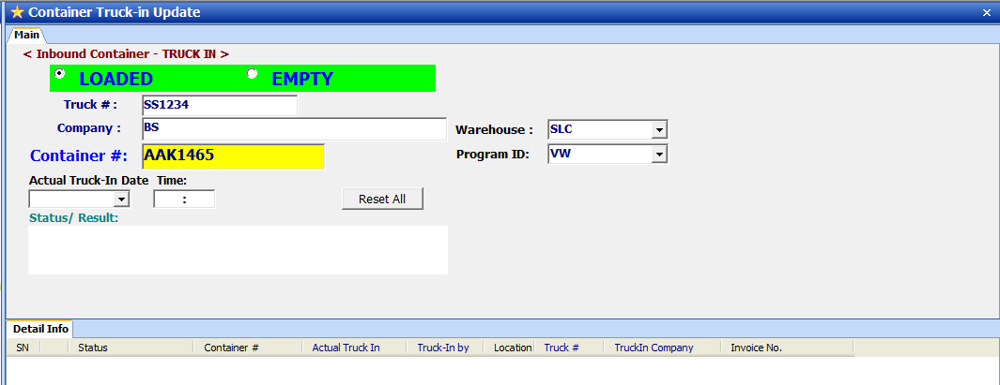 Container Truck-in Update
Main
< Inbound Container - TRUCK IN >
LOADED EMPTY
Truck # : SS1234
Company : BS Warehouse : SLC
Container #: AAK1465 Program ID: VW
Actual Truck-In Date Time:
: Reset All
Status/ Result:
Detail Info
SN Status Container # Actual Truck In Truck-In by Location Truck # TruckIn Company Invoice No.